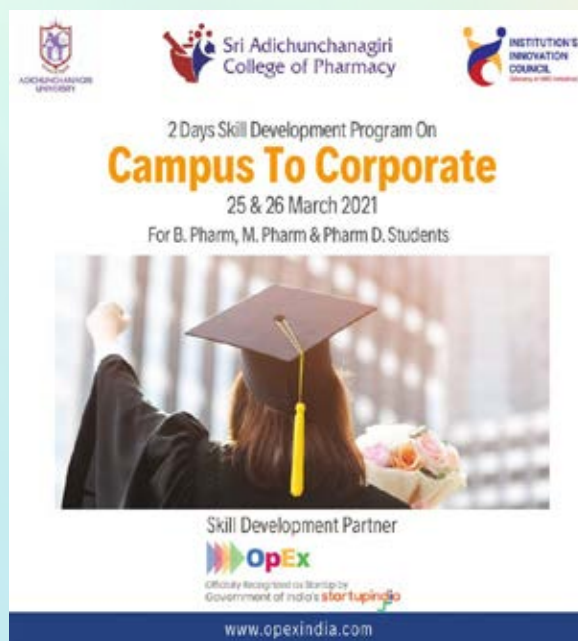 ADICHUNCHANAGIRI
UNIVERSITY
Sri Adichunchanagiri
College of Pharmacy
INSTITUTION'S
INNOVATION
COUNCIL
2 Days Skill Development Program On
Campus To Corporate
25 & 26 March 2021
For B. Pharm, M. Pharm & Pharm D. Students
Skill Development Partner
OpEx
Officially Recognized as Startup by
Government of India's startupindia
www.opexindia.com